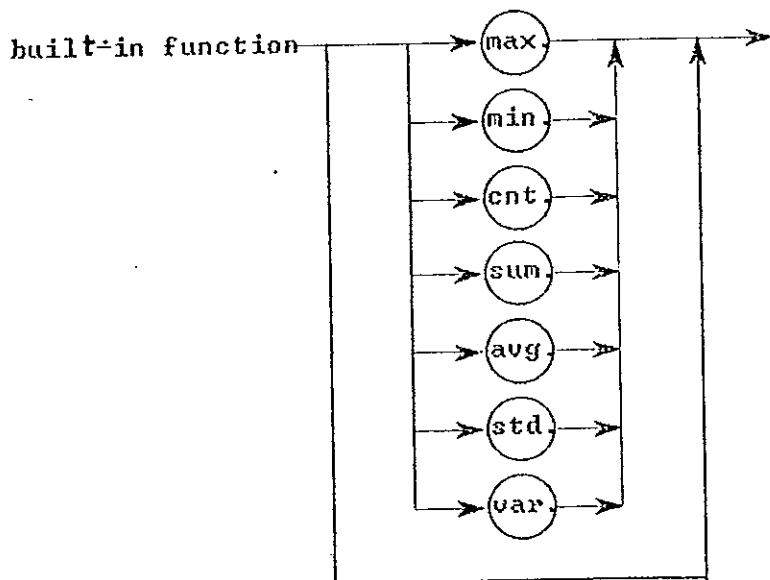 built-in function
max.
min.
cnt.
sum.
avg.
std.
var.